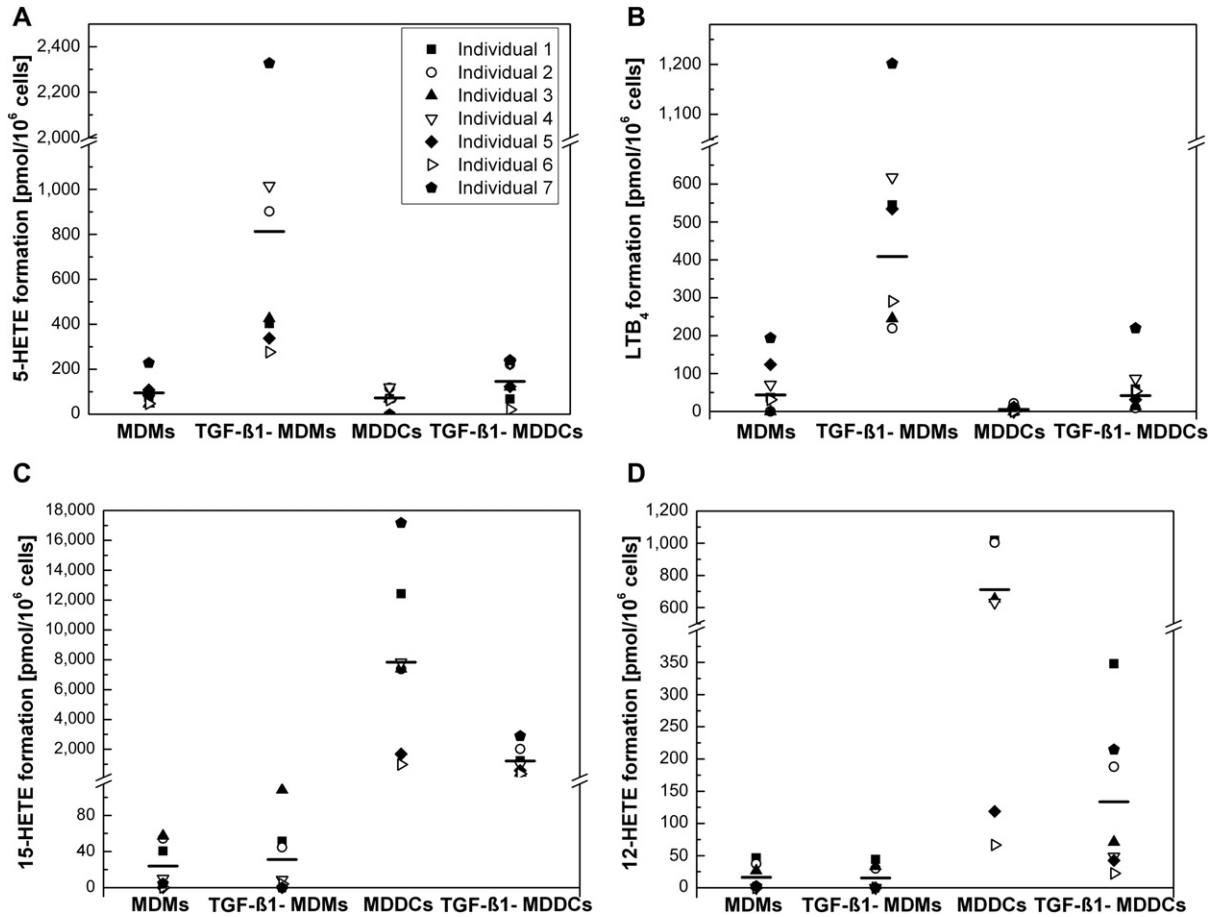 A
5-HETE formation [pmol/10⁶ cells]
2,400
2,300
2,200
2,100
2,000
1,000
800
600
400
200
0
Individual 1
Individual 2
Individual 3
Individual 4
Individual 5
Individual 6
Individual 7
MDMs TGF-ß1- MDMs MDDCs TGF-ß1- MDDCs
B
LTB₄ formation [pmol/10⁶ cells]
1,200
1,100
600
500
400
300
200
100
0
MDMs TGF-ß1- MDMs MDDCs TGF-ß1- MDDCs
C
15-HETE formation [pmol/10⁶ cells]
18,000
16,000
14,000
12,000
10,000
8,000
6,000
4,000
2,000
80
40
0
MDMs TGF-ß1- MDMs MDDCs TGF-ß1- MDDCs
D
12-HETE formation [pmol/10⁶ cells]
1,200
1,000
800
600
350
300
250
200
150
100
50
0
MDMs TGF-ß1- MDMs MDDCs TGF-ß1- MDDCs